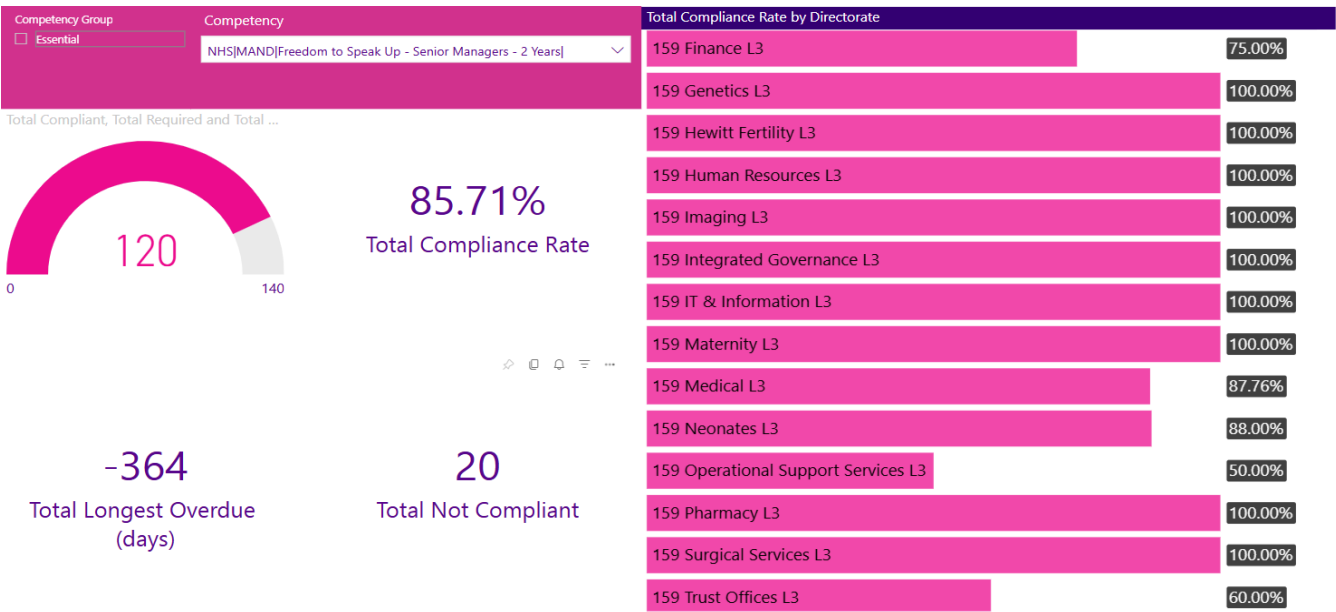 Competency Group
Essential
Competency
NHS|MAND|Freedom to Speak Up - Senior Managers - 2 Years|
Total Compliant, Total Required and Total ...
120
0
140
85.71%
Total Compliance Rate
-364
Total Longest Overdue
(days)
20
Total Not Compliant
Total Compliance Rate by Directorate
159 Finance L3 75.00%
159 Genetics L3 100.00%
159 Hewitt Fertility L3 100.00%
159 Human Resources L3 100.00%
159 Imaging L3 100.00%
159 Integrated Governance L3 100.00%
159 IT & Information L3 100.00%
159 Maternity L3 100.00%
159 Medical L3 87.76%
159 Neonates L3 88.00%
159 Operational Support Services L3 50.00%
159 Pharmacy L3 100.00%
159 Surgical Services L3 100.00%
159 Trust Offices L3 60.00%